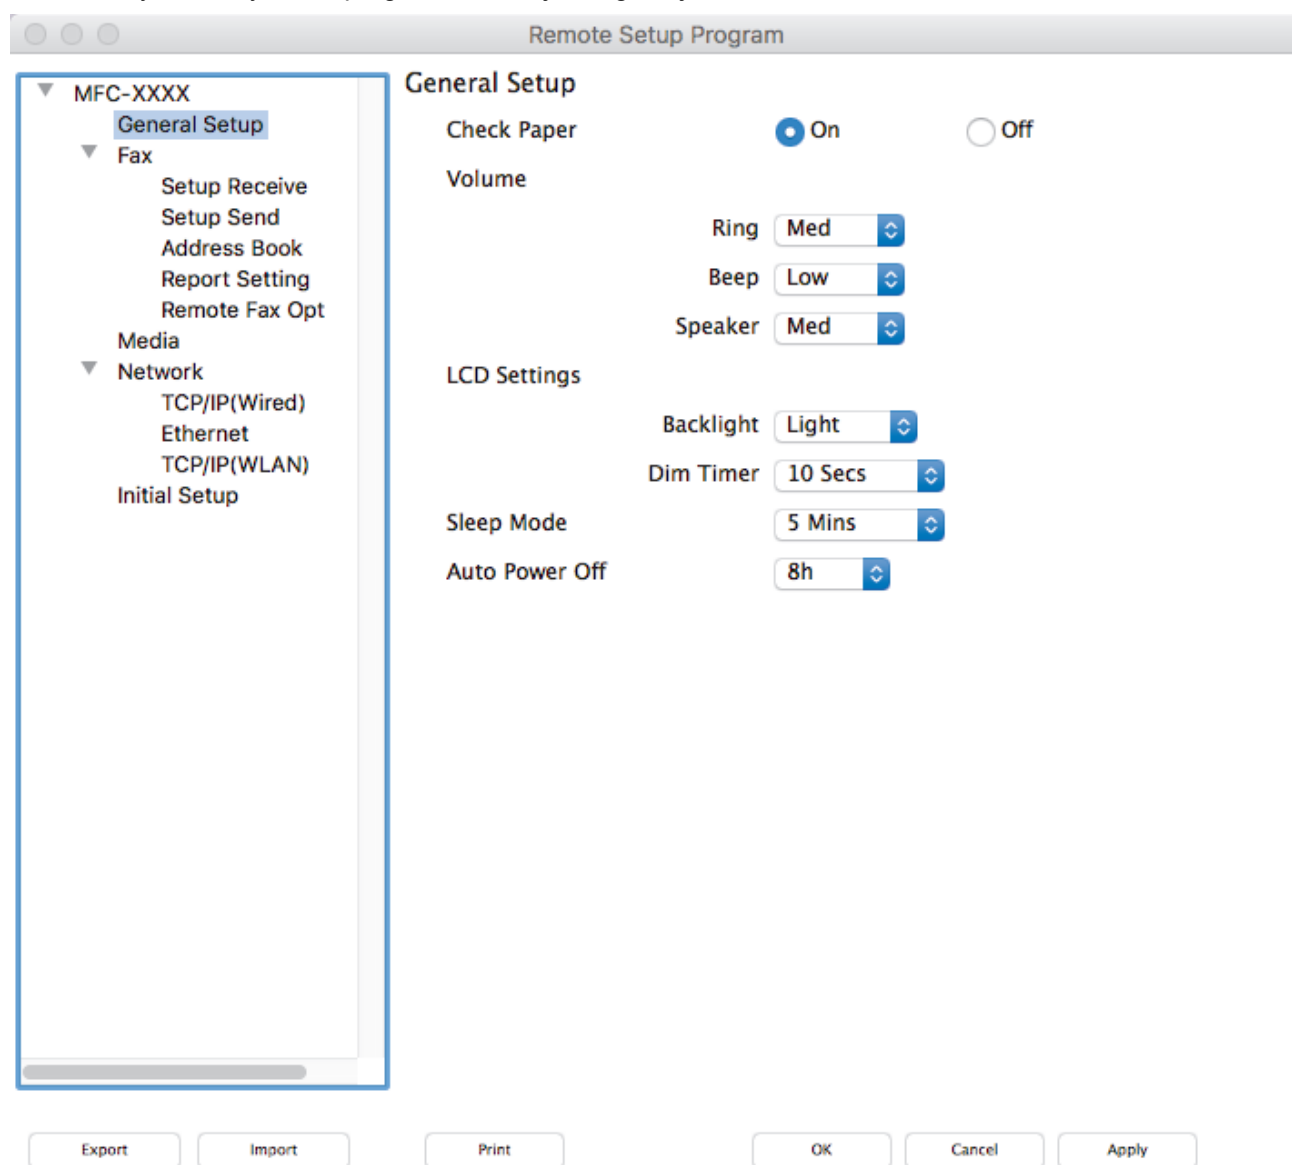 Remote Setup Program
MFC-XXXX
General Setup
Fax
Setup Receive
Setup Send
Address Book
Report Setting
Remote Fax Opt
Media
Network
TCP/IP(Wired)
Ethernet
TCP/IP(WLAN)
Initial Setup
General Setup
Check Paper On Off
Volume
Ring Med
Beep Low
Speaker Med
LCD Settings
Backlight Light
Dim Timer 10 Secs
Sleep Mode 5 Mins
Auto Power Off 8h
Export Import Print OK Cancel Apply